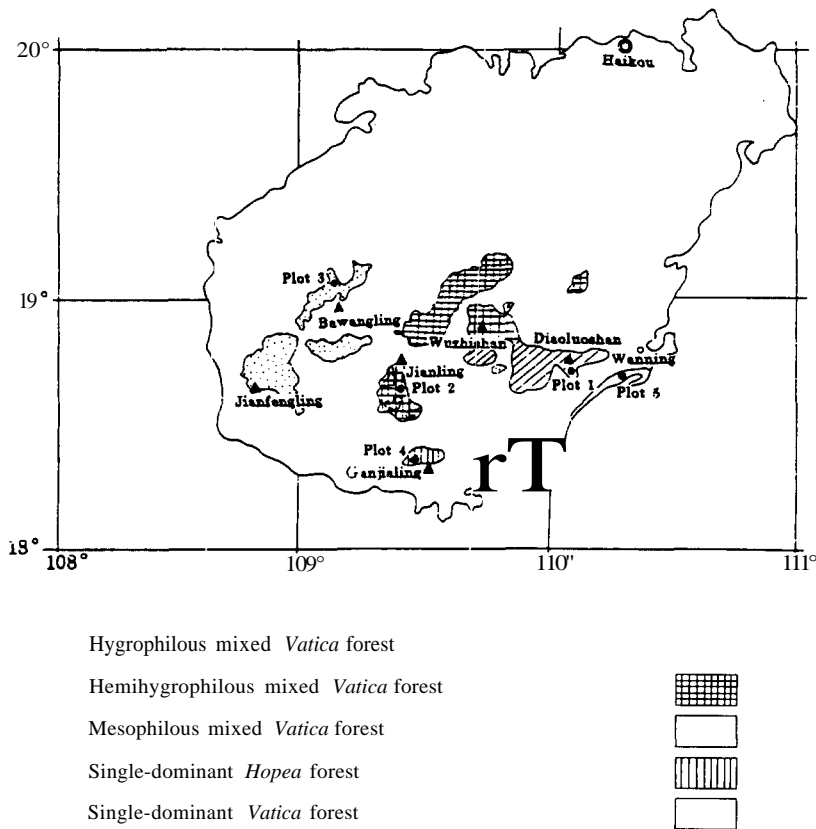 20°
Haikou
Plot 3
19°
Bawangling
Wuzhishan
Diaoluoshan
Wanning
Jianling
Plot 2
Plot 1
Plot 5
Jianfengling
Plot 4
Ganjialing
rT
18°
108°
109°
110"
111°
Hygrophilous mixed Vatica forest
Hemihygrophilous mixed Vatica forest
Mesophilous mixed Vatica forest
Single-dominant Hopea forest
Single-dominant Vatica forest